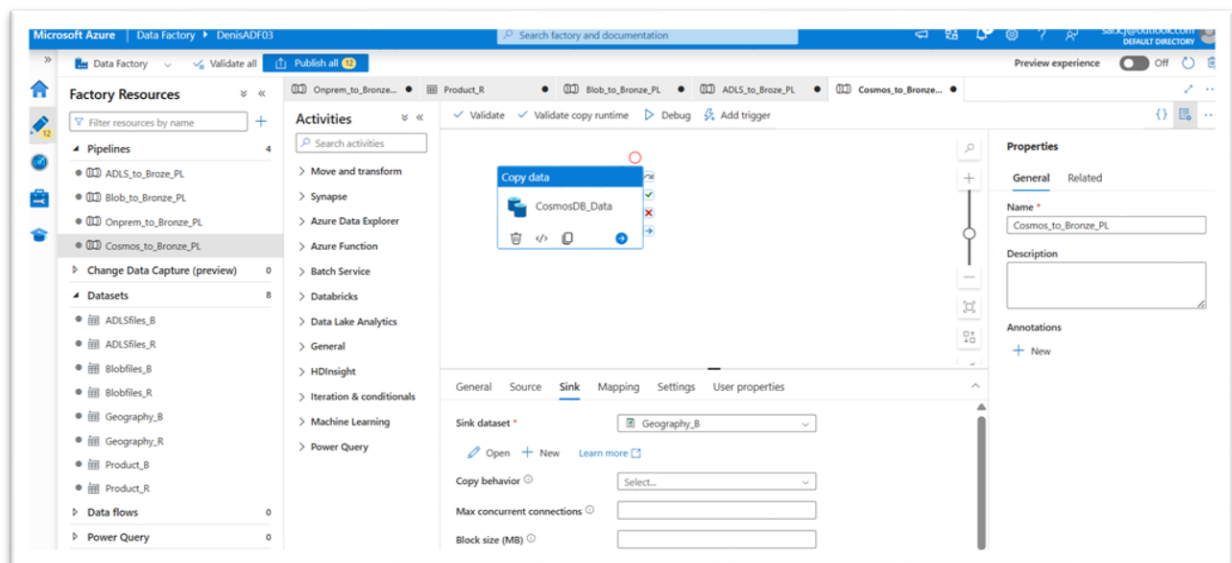 Microsoft Azure | Data Factory ▸ DenisADF03
Search factory and documentation
DEFAULT DIRECTORY
Data Factory
Validate all
Publish all 12
Preview experience
Off
12
Factory Resources
Filter resources by name
Pipelines 4
ADLS_to_Broze_PL
Blob_to_Bronze_PL
Onprem_to_Bronze_PL
Cosmos_to_Bronze_PL
Change Data Capture (preview) 0
Datasets 8
ADLSfiles_B
ADLSfiles_R
Blobfiles_B
Blobfiles_R
Geography_B
Geography_R
Product_B
Product_R
Data flows 0
Power Query 0
Onprem_to_Bronze...
Product_R
Blob_to_Bronze_PL
ADLS_to_Broze_PL
Cosmos_to_Bronze...
Activities
Search activities
Move and transform
Synapse
Azure Data Explorer
Azure Function
Batch Service
Databricks
Data Lake Analytics
General
HDInsight
Iteration & conditionals
Machine Learning
Power Query
Validate
Validate copy runtime
Debug
Add trigger
Copy data
CosmosDB_Data
General Source Sink Mapping Settings User properties
Sink dataset *
Geography_B
Open
New
Learn more
Copy behavior
Select...
Max concurrent connections
Block size (MB)
Properties
General Related
Name *
Cosmos_to_Bronze_PL
Description
Annotations
New